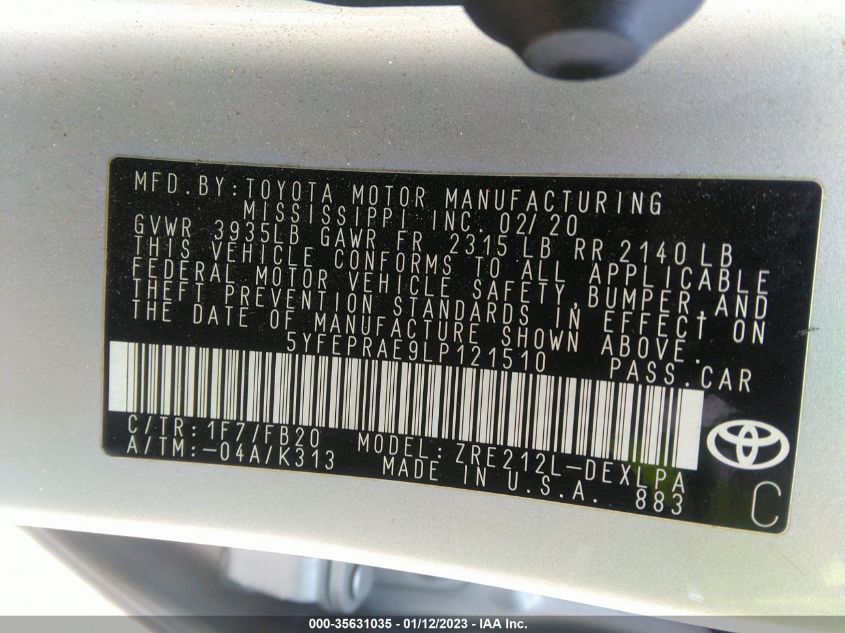 MFD.BY:TOYOTA MOTOR MANUFACTURING
MISSISSIPPI INC. 02/20
GVWR 3935LB GAWR FR 2315 LB RR 2140 LB
THIS VEHICLE CONFORMS TO ALL APPLICABLE
FEDERAL MOTOR VEHICLE SAFETY, BUMPER, AND
THEFT PREVENTION STANDARDS IN EFFECT ON
THE DATE OF MANUFACTURE SHOWN ABOVE.
5YFEPRAE9LP121510 PASS.CAR
C/TR:1F7/FB20 MODEL:ZRE212L-DEXLPA
A/TM:-04A/K313 MADE IN U.S.A. 883
C
000-35631035 - 01/12/2023 - IAA Inc.